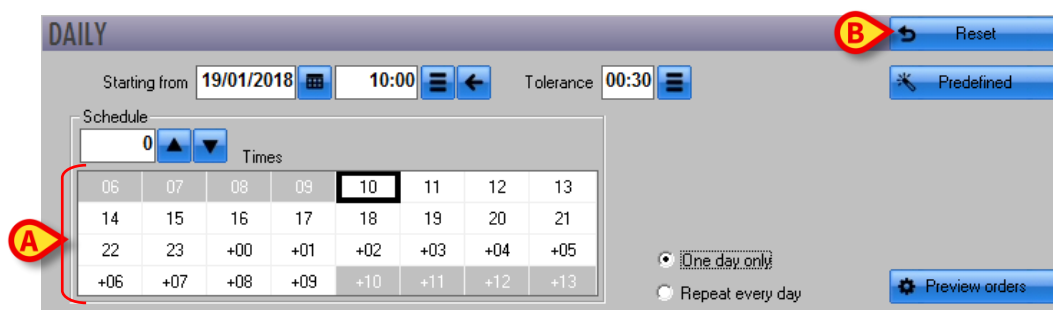 DAILY
B
Reset
Starting from 19/01/2018 10:00 Tolerance 00:30
Predefined
Schedule
0 Times
06 07 08 09 10 11 12 13
14 15 16 17 18 19 20 21
A
22 23 +00 +01 +02 +03 +04 +05
+06 +07 +08 +09 +10 +11 +12 +13
One day only
Repeat every day
Preview orders